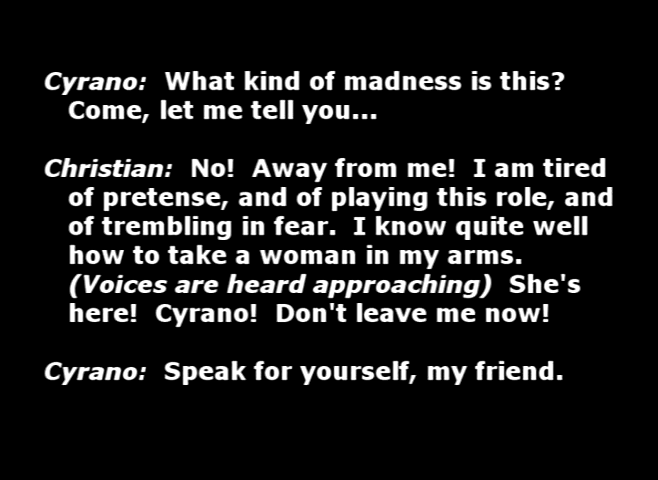 Cyrano:  What kind of madness is this?
Come, let me tell you...
Christian:  No!  Away from me!  I am tired
of pretense, and of playing this role, and
of trembling in fear.  I know quite well
how to take a woman in my arms.
(Voices are heard approaching)  She's
here!  Cyrano!  Don't leave me now!
Cyrano:  Speak for yourself, my friend.